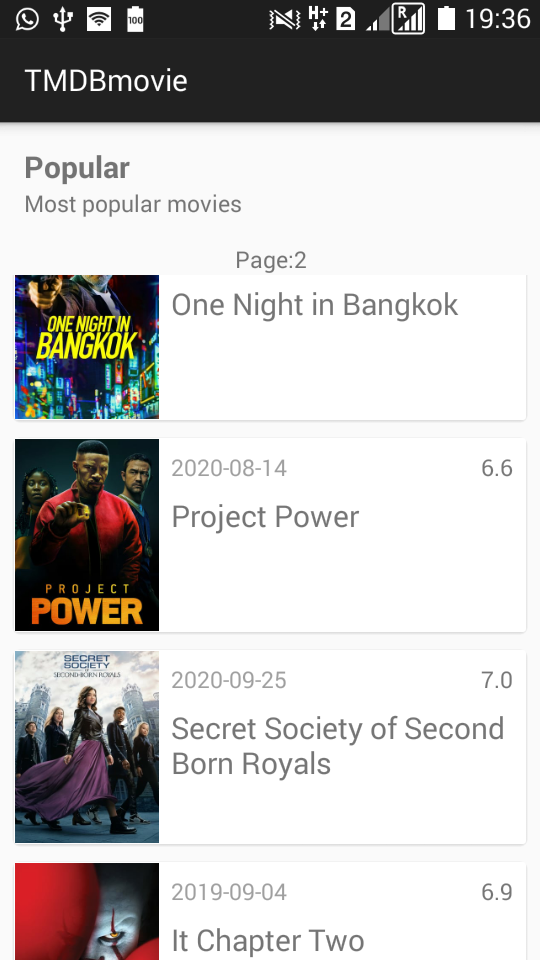 100 H+ 2 R 19:36
TMDBmovie
Popular
Most popular movies
Page:2
ONE NIGHT IN
BANGKOK
One Night in Bangkok
2020-08-14 6.6
Project Power
PROJECT
POWER
2020-09-25 7.0
SECRET
SOCIETY
OF
SECOND-BORN ROYALS
Secret Society of Second
Born Royals
2019-09-04 6.9
It Chapter Two